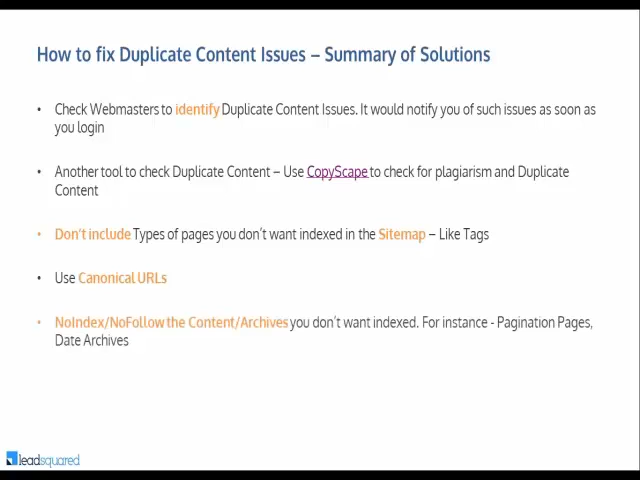 How to fix Duplicate Content Issues – Summary of Solutions
• Check Webmasters to identify Duplicate Content Issues. It would notify you of such issues as soon as
you login
• Another tool to check Duplicate Content – Use CopyScape to check for plagiarism and Duplicate
Content
• Don't include Types of pages you don't want indexed in the Sitemap – Like Tags
• Use Canonical URLs
• NoIndex/NoFollow the Content/Archives you don't want indexed. For instance - Pagination Pages,
Date Archives
leadsquared